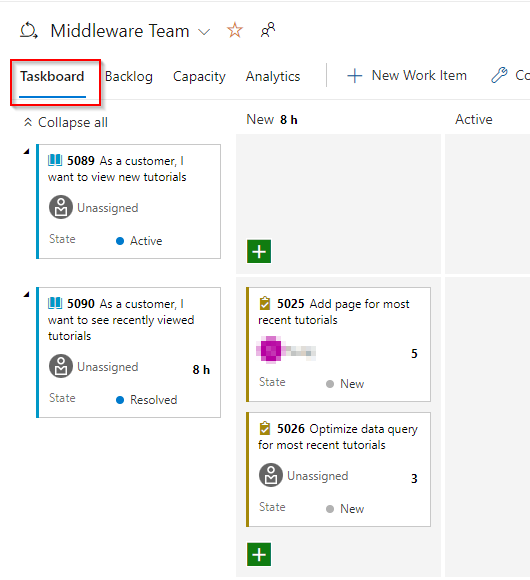 Middleware Team
Taskboard Backlog Capacity Analytics New Work Item Co
Collapse all
New 8 h
Active
5089 As a customer, I
want to view new tutorials
Unassigned
State Active
5090 As a customer, I
want to see recently viewed
tutorials
Unassigned 8 h
State Resolved
5025 Add page for most
recent tutorials
5
State New
5026 Optimize data query
for most recent tutorials
Unassigned 3
State New